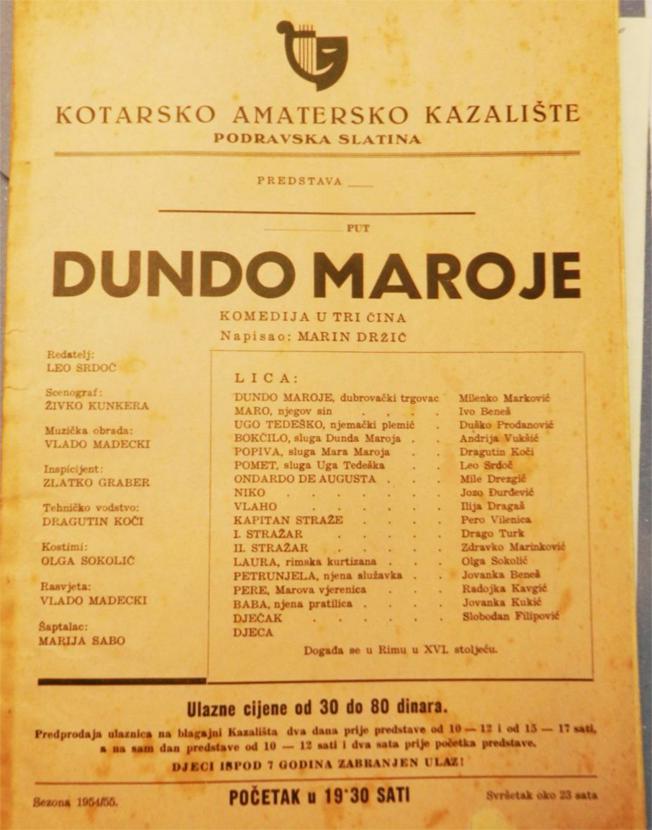 KOTARSKO AMATERSKO KAZALIŠTE
PODRAVSKA SLATINA
PREDSTAVA
PUT
DUNDO MAROJE
KOMEDIJA U TRI ČINA
Napisao: MARIN DRŽIĆ
Redatelj:
LEO SRDOČ
Scenograf:
ŽIVKO KUNKERA
Muzička obrada:
VLADO MADECKI
Inspicijent:
ZLATKO GRABER
Tehničko vodstvo:
DRAGUTIN KOČI
Kostimi:
OLGA SOKOLIĆ
Rasvjeta:
VLADO MADECKI
Šaptalac:
MARIJA SABO
LICA:
DUNDO MAROJE, dubrovački trgovac Milenko Marković
MARO, njegov sin . . . . Ivo Beneš
UGO TEDEŠKO, njemački plemić . Duško Prodanović
BOKČILO, sluga Dunda Maroja . . Andrija Vukšić
POPIVA, sluga Mara Maroja . . Dragutin Koči
POMET, sluga Uga Tedeška . . Leo Srdoč
ONDARDO DE AUGUSTA . . . Mile Drezgić
NIKO . . . . . . Jozo Đurđević
VLAHO . . . . . . Ilija Dragaš
KAPITAN STRAŽE . . . . Pero Vilenica
I. STRAŽAR . . . . . Drago Turk
II. STRAŽAR . . . . . Zdravko Marinković
LAURA, rimska kurtizana . . . Olga Sokolić
PETRUNJELA, njena služavka . . Jovanka Beneš
PERE, Marova vjerenica . . . Radojka Kavgić
BABA, njena pratilica . . . . Jovanka Kukić
DJEČAK . . . . . . Slobodan Filipović
DJECA
Događa se u Rimu u XVI. stoljeću.
Ulazne cijene od 30 do 80 dinara.
Predprodaja ulaznica na blagajni Kazališta dva dana prije predstave od 10 — 12 i od 15 — 17 sati,
a na sam dan predstave od 10 — 12 sati i dva sata prije početka predstave.
DJECI ISPOD 7 GODINA ZABRANJEN ULAZ!
Sezona 1954/55.
POČETAK u 19·30 SATI
Svršetak oko 23 sata